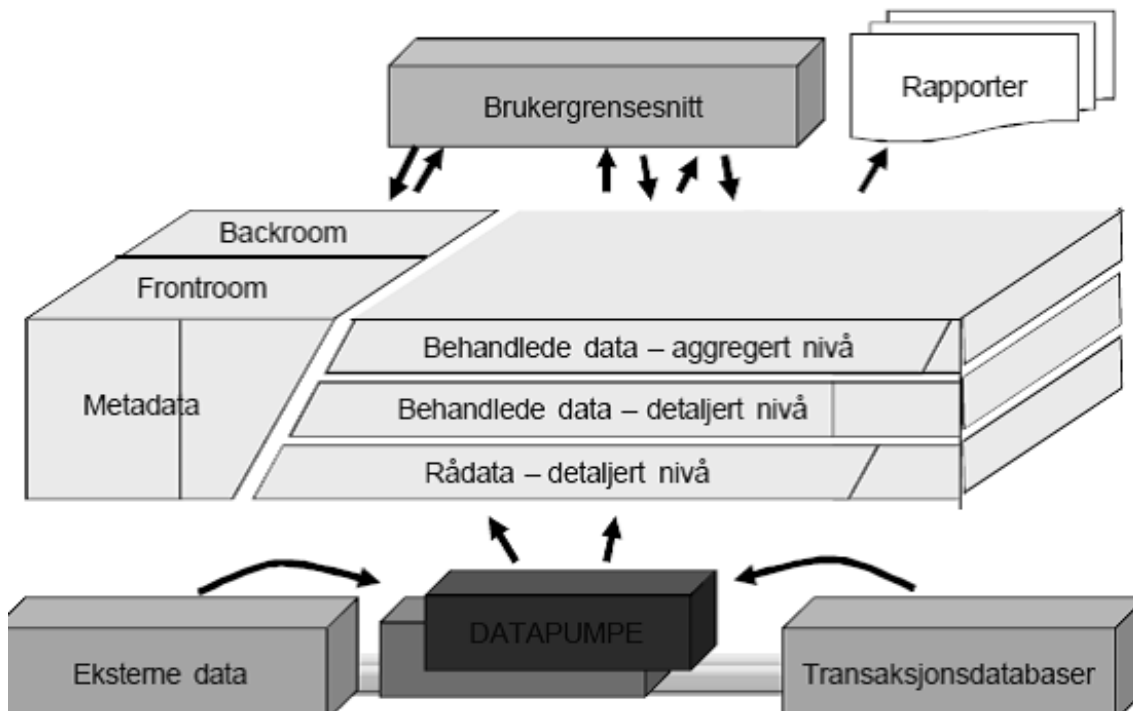 Brukergrensesnitt
Rapporter
Backroom
Frontroom
Metadata
Behandlede data – aggregert nivå
Behandlede data – detaljert nivå
Rådata – detaljert nivå
DATAPUMPE
Eksterne data
Transaksjonsdatabaser